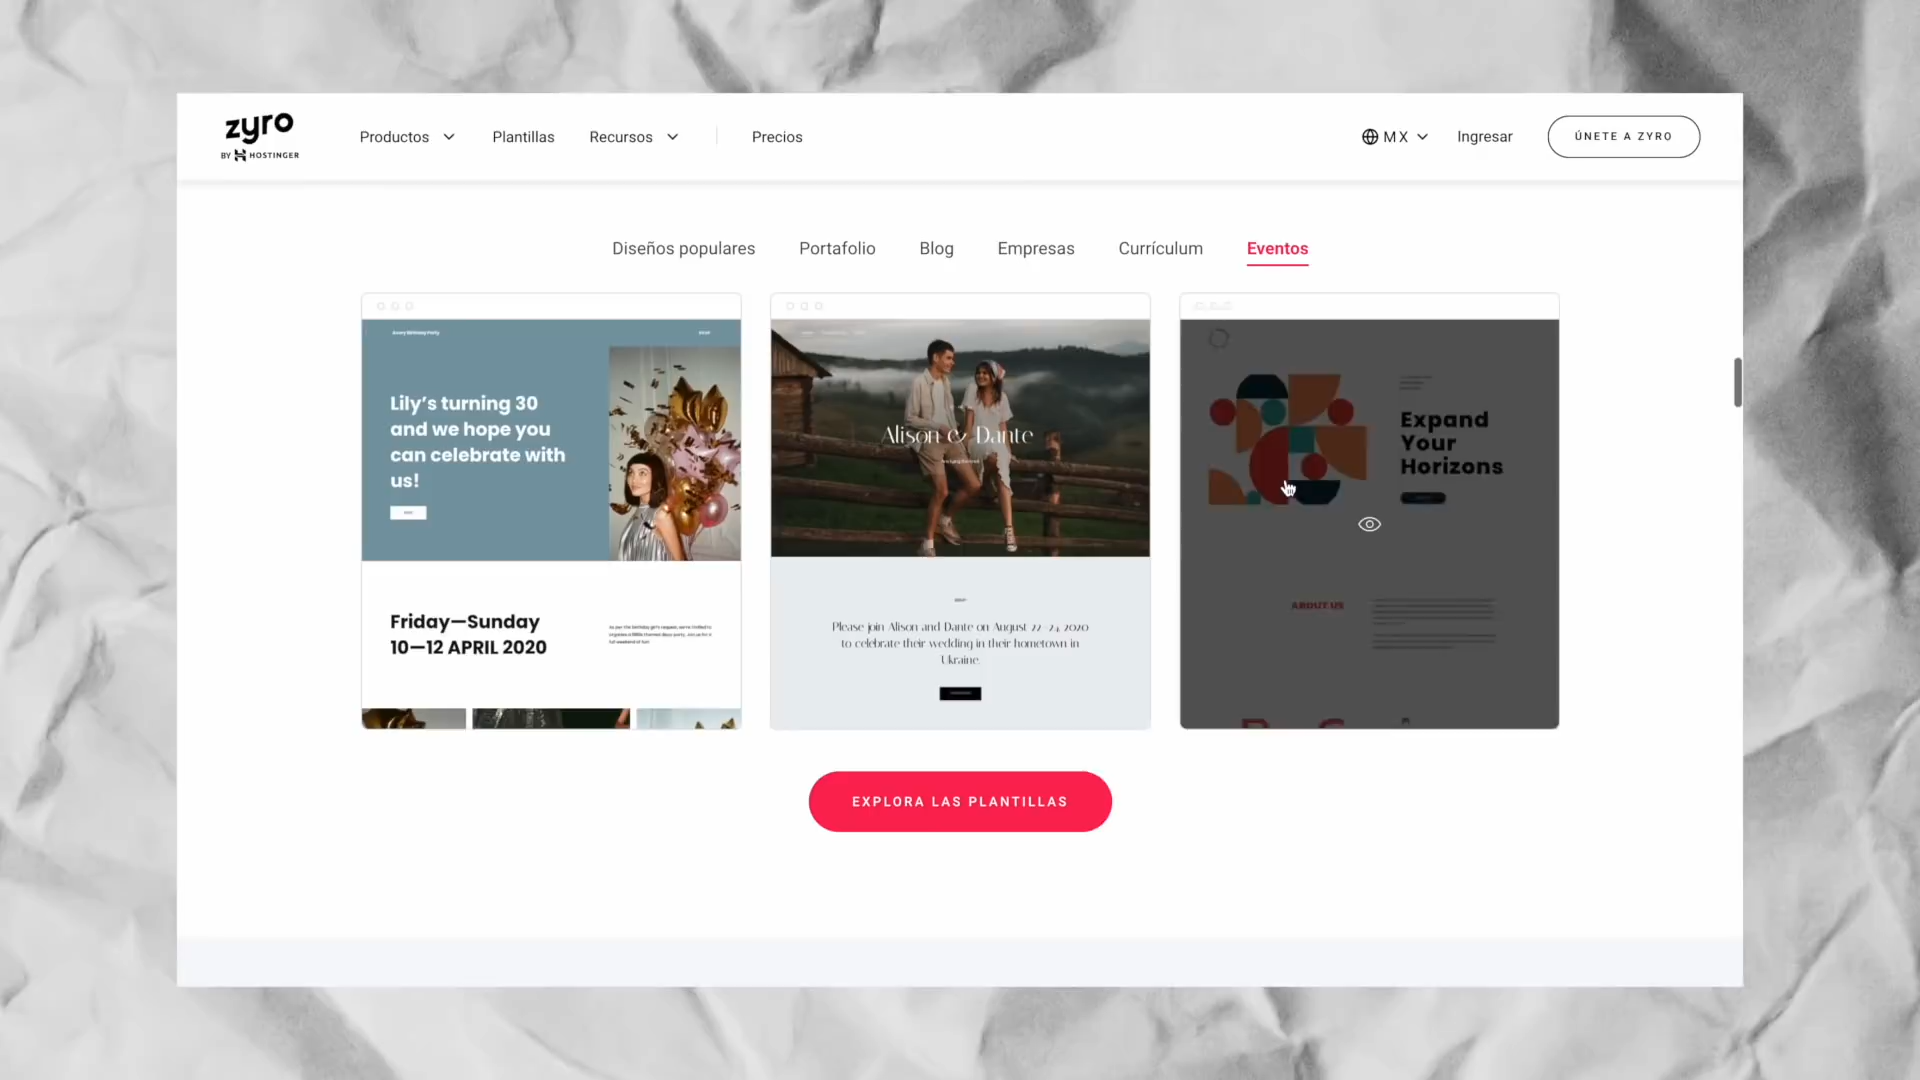 zyro
BY HOSTINGER
Productos
Plantillas
Recursos
Precios
MX
Ingresar
ÚNETE A ZYRO
Diseños populares
Portafolio
Blog
Empresas
Currículum
Eventos
Lily's turning 30
and we hope you
can celebrate with
us!
Friday—Sunday
10—12 APRIL 2020
Alison & Dante
Please join Alison and Dante on August 22-24, 2020
to celebrate their wedding in their hometown in
Ukraine.
Expand
Your
Horizons
ABOUT US
EXPLORA LAS PLANTILLAS